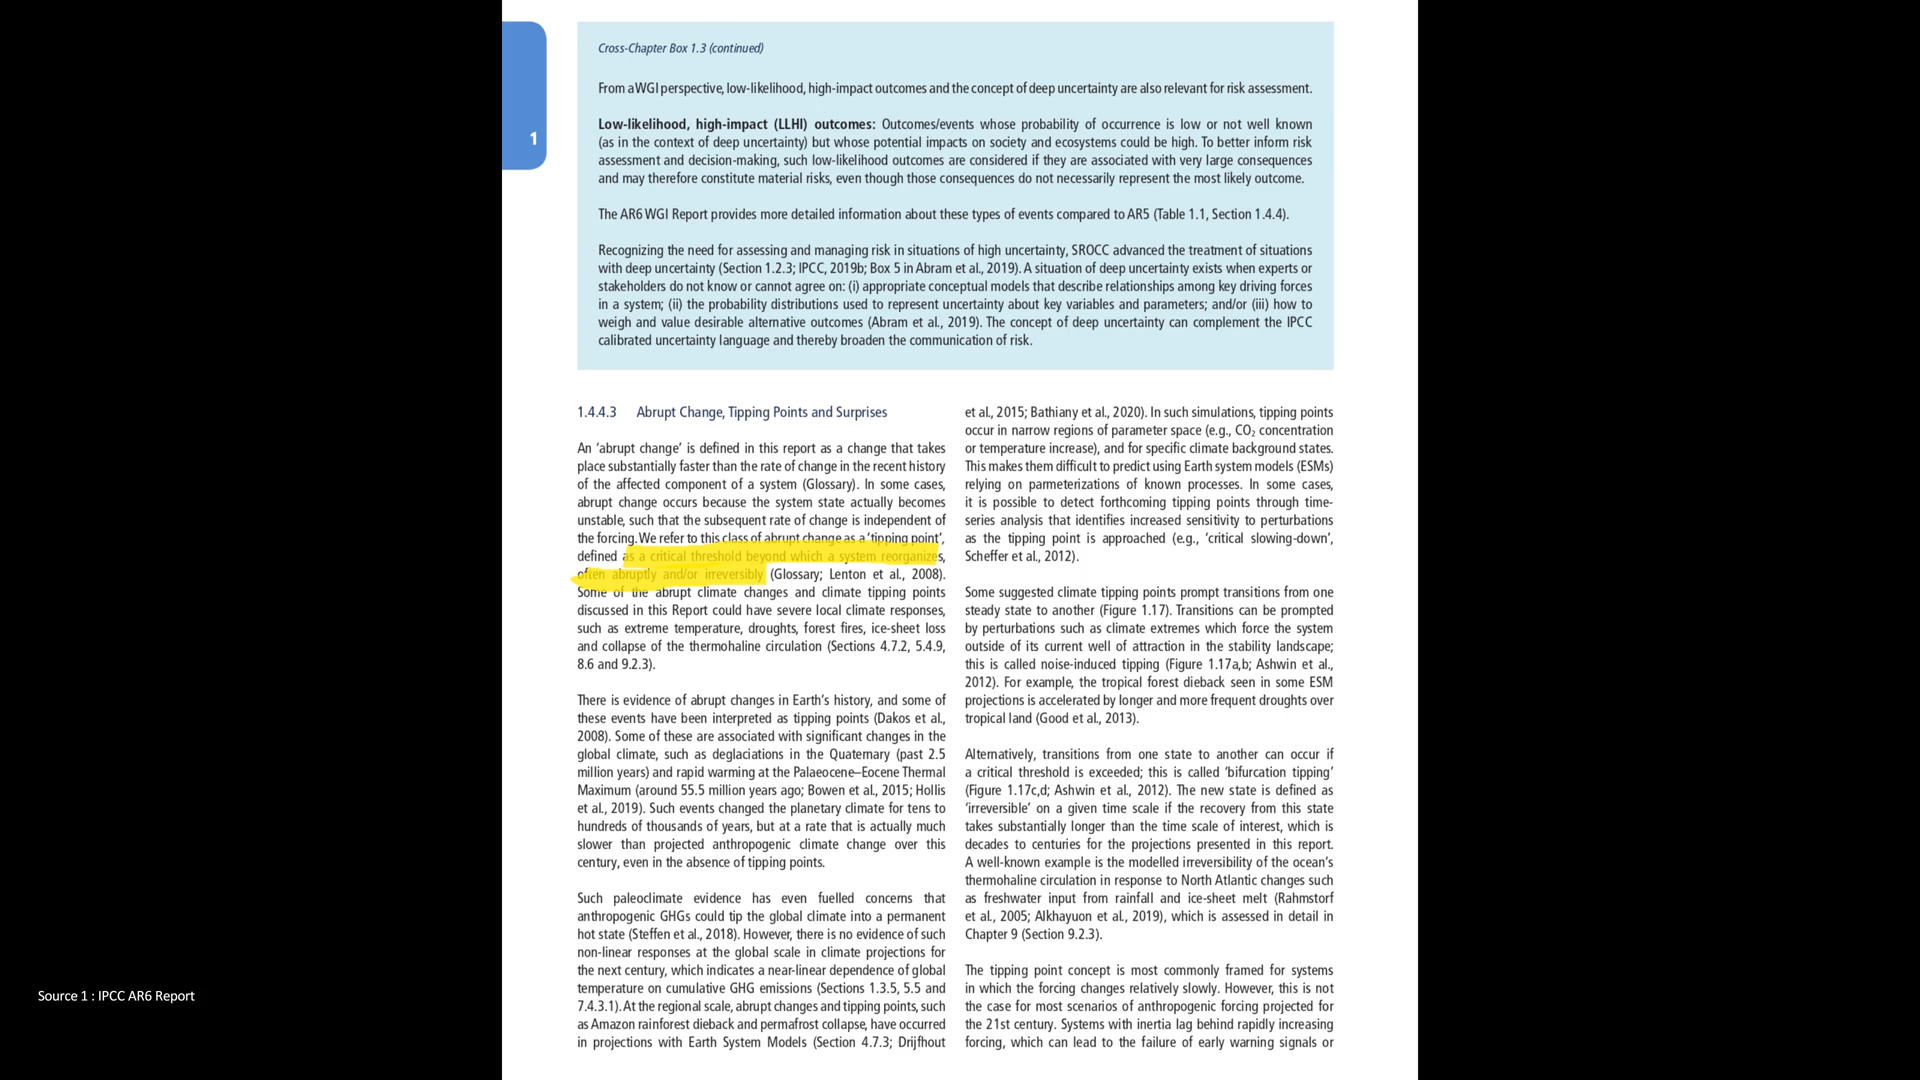 Cross-Chapter Box 1.3 (continued)
From a WGI perspective, low-likelihood, high-impact outcomes and the concept of deep uncertainty are also relevant for risk assessment.
Low-likelihood, high-impact (LLHI) outcomes: Outcomes/events whose probability of occurrence is low or not well known
(as in the context of deep uncertainty) but whose potential impacts on society and ecosystems could be high. To better inform risk
assessment and decision-making, such low-likelihood outcomes are considered if they are associated with very large consequences
and may therefore constitute material risks, even though those consequences do not necessarily represent the most likely outcome.
The AR6 WGI Report provides more detailed information about these types of events compared to AR5 (Table 1.1, Section 1.4.4).
Recognizing the need for assessing and managing risk in situations of high uncertainty, SROCC advanced the treatment of situations
with deep uncertainty (Section 1.2.3; IPCC, 2019b; Box 5 in Abram et al., 2019). A situation of deep uncertainty exists when experts or
stakeholders do not know or cannot agree on: (i) appropriate conceptual models that describe relationships among key driving forces
in a system; (ii) the probability distributions used to represent uncertainty about key variables and parameters; and/or (iii) how to
weigh and value desirable alternative outcomes (Abram et al., 2019). The concept of deep uncertainty can complement the IPCC
calibrated uncertainty language and thereby broaden the communication of risk.
1
1.4.4.3 Abrupt Change, Tipping Points and Surprises
An ‘abrupt change’ is defined in this report as a change that takes
place substantially faster than the rate of change in the recent history
of the affected component of a system (Glossary). In some cases,
abrupt change occurs because the system state actually becomes
unstable, such that the subsequent rate of change is independent of
the forcing. We refer to this class of abrupt change as a ‘tipping point’,
defined as a critical threshold beyond which a system reorganizes,
often abruptly and/or irreversibly (Glossary; Lenton et al., 2008).
Some of the abrupt climate changes and climate tipping points
discussed in this Report could have severe local climate responses,
such as extreme temperature, droughts, forest fires, ice-sheet loss
and collapse of the thermohaline circulation (Sections 4.7.2, 5.4.9,
8.6 and 9.2.3).
There is evidence of abrupt changes in Earth’s history, and some of
these events have been interpreted as tipping points (Dakos et al.,
2008). Some of these are associated with significant changes in the
global climate, such as deglaciations in the Quaternary (past 2.5
million years) and rapid warming at the Palaeocene–Eocene Thermal
Maximum (around 55.5 million years ago; Bowen et al., 2015; Hollis
et al., 2019). Such events changed the planetary climate for tens to
hundreds of thousands of years, but at a rate that is actually much
slower than projected anthropogenic climate change over this
century, even in the absence of tipping points.
Such paleoclimate evidence has even fuelled concerns that
anthropogenic GHGs could tip the global climate into a permanent
hot state (Steffen et al., 2018). However, there is no evidence of such
non-linear responses at the global scale in climate projections for
the next century, which indicates a near-linear dependence of global
temperature on cumulative GHG emissions (Sections 1.3.5, 5.5 and
7.4.3.1). At the regional scale, abrupt changes and tipping points, such
as Amazon rainforest dieback and permafrost collapse, have occurred
in projections with Earth System Models (Section 4.7.3; Drijfhout
et al., 2015; Bathiany et al., 2020). In such simulations, tipping points
occur in narrow regions of parameter space (e.g., CO₂ concentration
or temperature increase), and for specific climate background states.
This makes them difficult to predict using Earth system models (ESMs)
relying on parmeterizations of known processes. In some cases,
it is possible to detect forthcoming tipping points through time-
series analysis that identifies increased sensitivity to perturbations
as the tipping point is approached (e.g., ‘critical slowing-down’,
Scheffer et al., 2012).
Some suggested climate tipping points prompt transitions from one
steady state to another (Figure 1.17). Transitions can be prompted
by perturbations such as climate extremes which force the system
outside of its current well of attraction in the stability landscape;
this is called noise-induced tipping (Figure 1.17a,b; Ashwin et al.,
2012). For example, the tropical forest dieback seen in some ESM
projections is accelerated by longer and more frequent droughts over
tropical land (Good et al., 2013).
Alternatively, transitions from one state to another can occur if
a critical threshold is exceeded; this is called ‘bifurcation tipping’
(Figure 1.17c,d; Ashwin et al., 2012). The new state is defined as
‘irreversible’ on a given time scale if the recovery from this state
takes substantially longer than the time scale of interest, which is
decades to centuries for the projections presented in this report.
A well-known example is the modelled irreversibility of the ocean’s
thermohaline circulation in response to North Atlantic changes such
as freshwater input from rainfall and ice-sheet melt (Rahmstorf
et al., 2005; Alkhayuon et al., 2019), which is assessed in detail in
Chapter 9 (Section 9.2.3).
The tipping point concept is most commonly framed for systems
in which the forcing changes relatively slowly. However, this is not
the case for most scenarios of anthropogenic forcing projected for
the 21st century. Systems with inertia lag behind rapidly increasing
forcing, which can lead to the failure of early warning signals or
Source 1 : IPCC AR6 Report